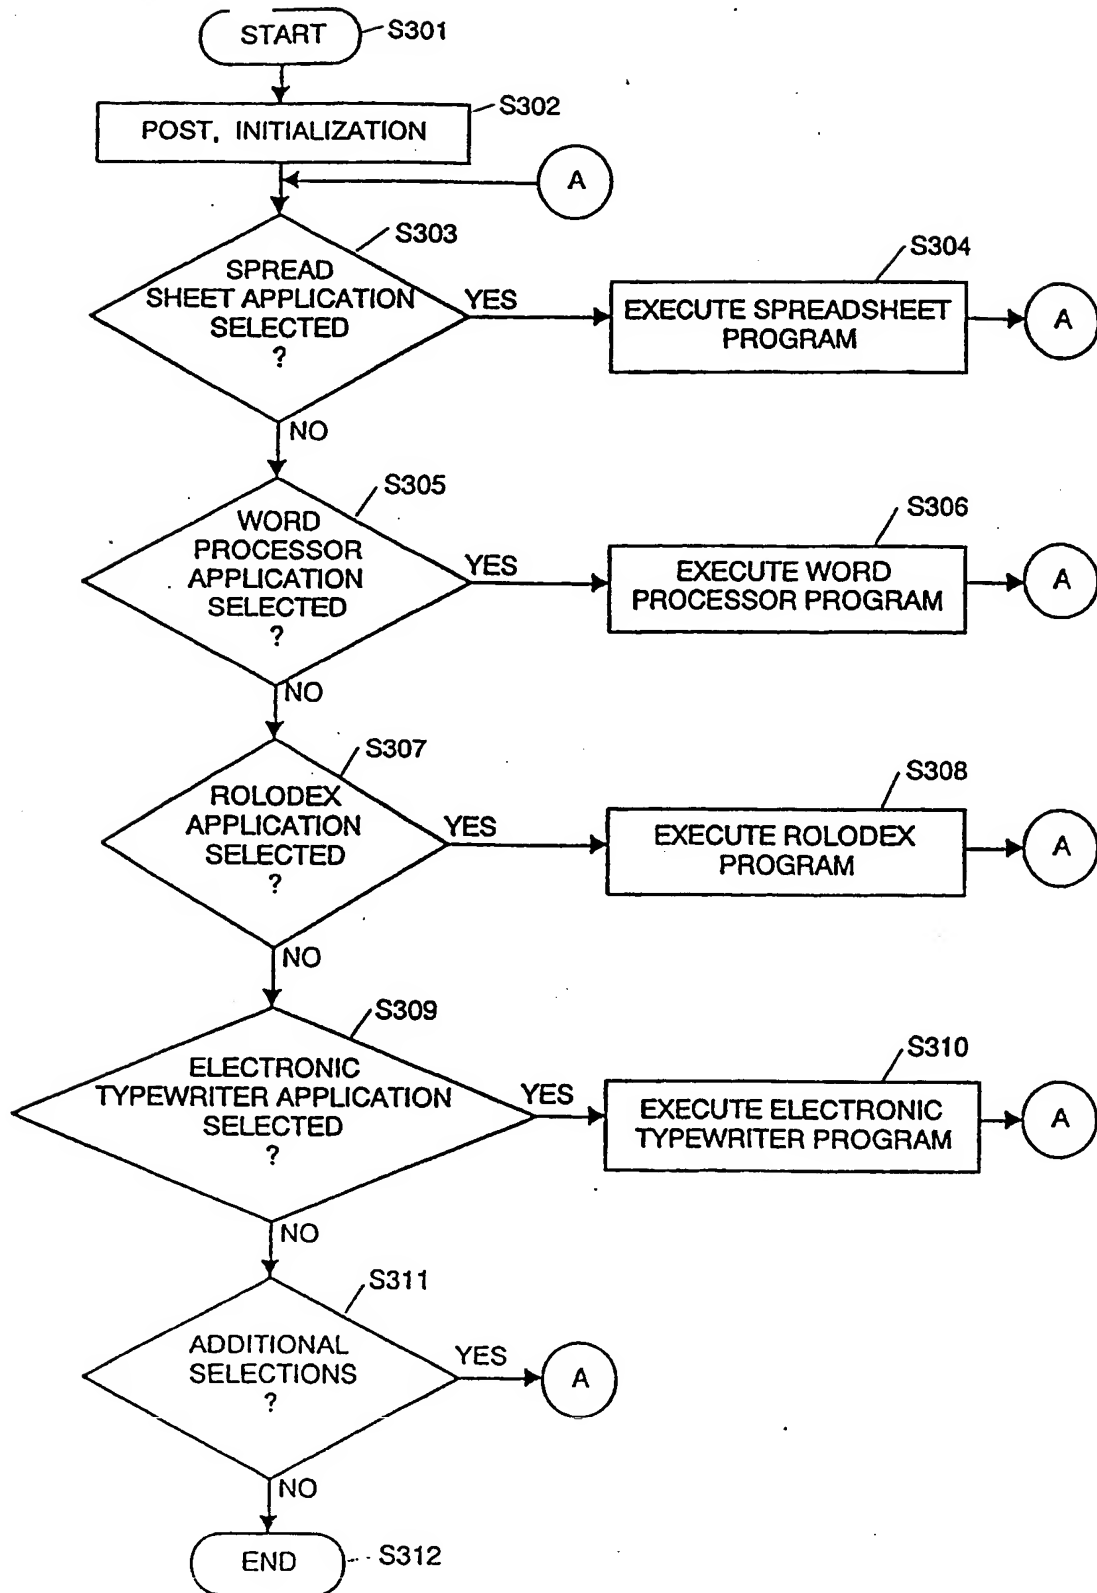 START
S301
POST, INITIALIZATION
S302
A
SPREAD
SHEET APPLICATION
SELECTED
?
S303
YES
EXECUTE SPREADSHEET
PROGRAM
S304
A
NO
WORD
PROCESSOR
APPLICATION
SELECTED
?
S305
YES
EXECUTE WORD
PROCESSOR PROGRAM
S306
A
NO
ROLODEX
APPLICATION
SELECTED
?
S307
YES
EXECUTE ROLODEX
PROGRAM
S308
A
NO
ELECTRONIC
TYPEWRITER APPLICATION
SELECTED
?
S309
YES
EXECUTE ELECTRONIC
TYPEWRITER PROGRAM
S310
A
NO
ADDITIONAL
SELECTIONS
?
S311
YES
A
NO
END
S312